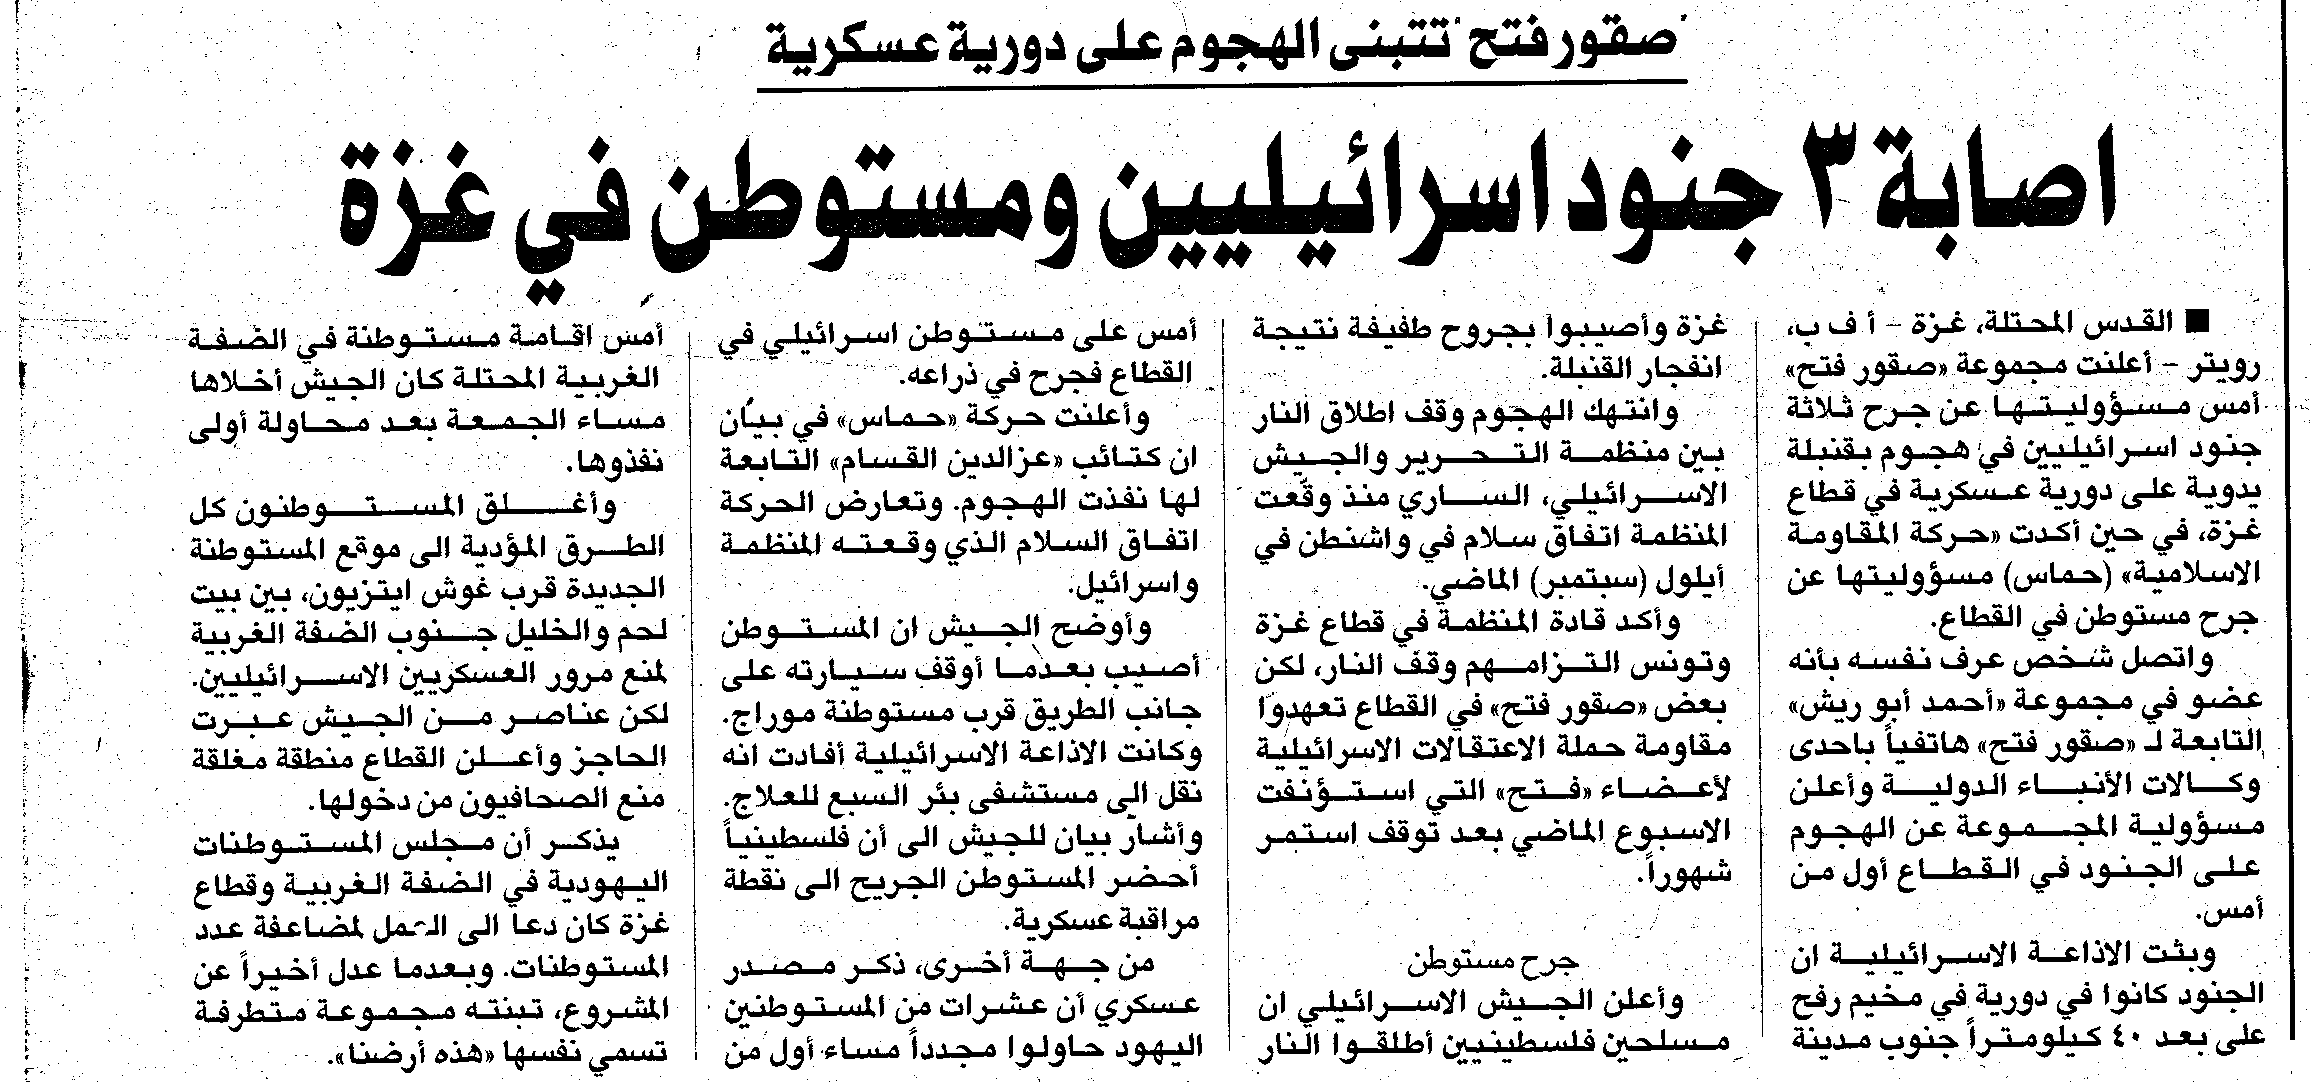 "صقور فتح" تتبنى الهجوم على دورية عسكرية
اصابة ٣ جنود اسرائيليين ومستوطن في غزة
■ القدس المحتلة، غزة - أ ف ب،
رويتر - أعلنت مجموعة «صقور فتح»
أمس مسؤوليتها عن جرح ثلاثة
جنود اسرائيليين في هجوم بقنبلة
يدوية على دورية عسكرية في قطاع
غزة، في حين أكدت «حركة المقاومة
الاسلامية» (حماس) مسؤوليتها عن
جرح مستوطن في القطاع.
واتصل شخص عرف نفسه بأنه
عضو في مجموعة «أحمد أبو ريش»
التابعة لـ «صقور فتح» هاتفياً باحدى
وكالات الأنباء الدولية وأعلن
مسؤولية المجموعة عن الهجوم
على الجنود في القطاع أول من
أمس.
وبثت الاذاعة الاسرائيلية ان
الجنود كانوا في دورية في مخيم رفح
على بعد ٤٠ كيلومتراً جنوب مدينة
غزة وأصيبوا بجروح طفيفة نتيجة
انفجار القنبلة.
وانتهك الهجوم وقف اطلاق النار
بين منظمة التحرير والجيش
الاسرائيلي، الساري منذ وقعت
المنظمة اتفاق سلام في واشنطن في
أيلول (سبتمبر) الماضي.
وأكد قادة المنظمة في قطاع غزة
وتونس التزامهم وقف النار، لكن
بعض «صقور فتح» في القطاع تعهدوا
مقاومة حملة الاعتقالات الاسرائيلية
لأعضاء «فتح» التي استؤنفت
الاسبوع الماضي بعد توقف استمر
شهوراً.
جرح مستوطن
وأعلن الجيش الاسرائيلي ان
مسلحين فلسطينيين أطلقوا النار
أمس على مستوطن اسرائيلي في
القطاع فجرح في ذراعه.
وأعلنت حركة «حماس» في بيان
ان كتائب «عزالدين القسام» التابعة
لها نفذت الهجوم. وتعارض الحركة
اتفاق السلام الذي وقعته المنظمة
واسرائيل.
وأوضح الجيش ان المستوطن
أصيب بعدما أوقف سيارته على
جانب الطريق قرب مستوطنة موراج.
وكانت الاذاعة الاسرائيلية أفادت انه
نقل الى مستشفى بئر السبع للعلاج.
وأشار بيان للجيش الى أن فلسطينياً
أحضر المستوطن الجريح الى نقطة
مراقبة عسكرية.
من جهة أخرى، ذكر مصدر
عسكري أن عشرات من المستوطنين
اليهود حاولوا مجدداً مساء أول من
أمس اقامة مستوطنة في الضفة
الغربية المحتلة كان الجيش أخلاها
مساء الجمعة بعد محاولة أولى
نفذوها.
وأغلق المستوطنون كل
الطرق المؤدية الى موقع المستوطنة
الجديدة قرب غوش ايتزيون، بين بيت
لحم والخليل جنوب الضفة الغربية
لمنع مرور العسكريين الاسرائيليين.
لكن عناصر من الجيش عبرت
الحاجز وأعلن القطاع منطقة مغلقة
منع الصحافيون من دخولها.
يذكر أن مجلس المستوطنات
اليهودية في الضفة الغربية وقطاع
غزة كان دعا الى العمل لمضاعفة عدد
المستوطنات. وبعدما عدل أخيراً عن
المشروع، تبنته مجموعة متطرفة
تسمي نفسها «هذه أرضنا».